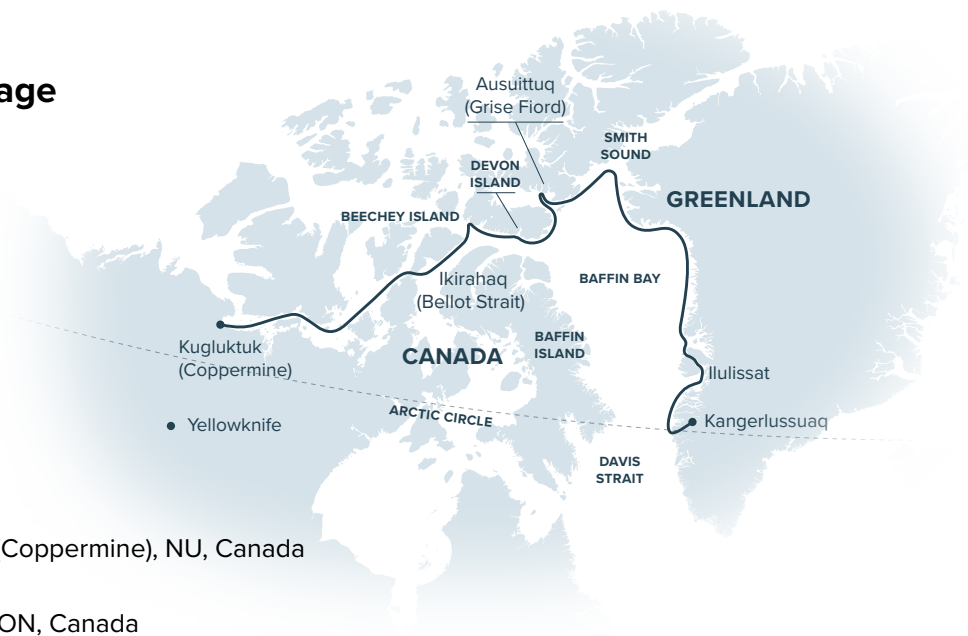 age
Ausuittuq
(Grise Fiord)
SMITH
SOUND
DEVON
ISLAND
GREENLAND
BEECHEY ISLAND
Ikirahaq
(Bellot Strait)
BAFFIN BAY
BAFFIN
ISLAND
Kugluktuk
(Coppermine)
CANADA
Ilulissat
ARCTIC CIRCLE
Kangerlussuaq
Yellowknife
DAVIS
STRAIT
(Coppermine), NU, Canada
ON, Canada